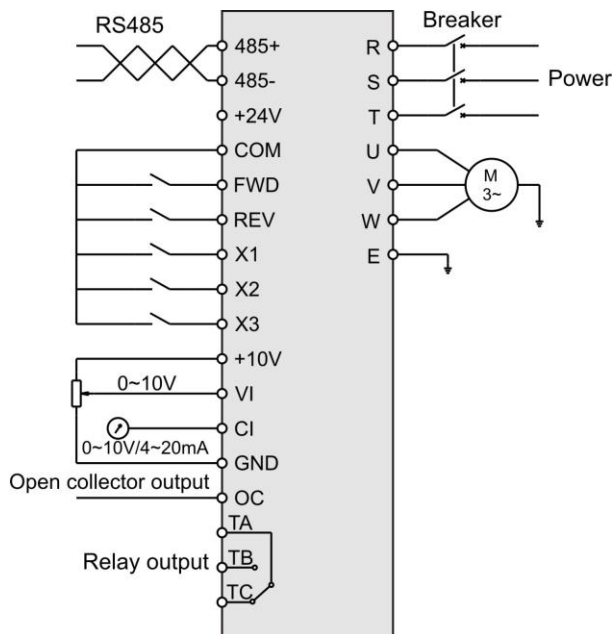 RS485
Breaker
485+
R
485-
S
Power
+24V
T
COM
U
FWD
V
M
3~
REV
W
X1
E
X2
X3
+10V
0~10V
VI
CI
0~10V/4~20mA
GND
Open collector output
OC
TA
Relay output
TB
TC